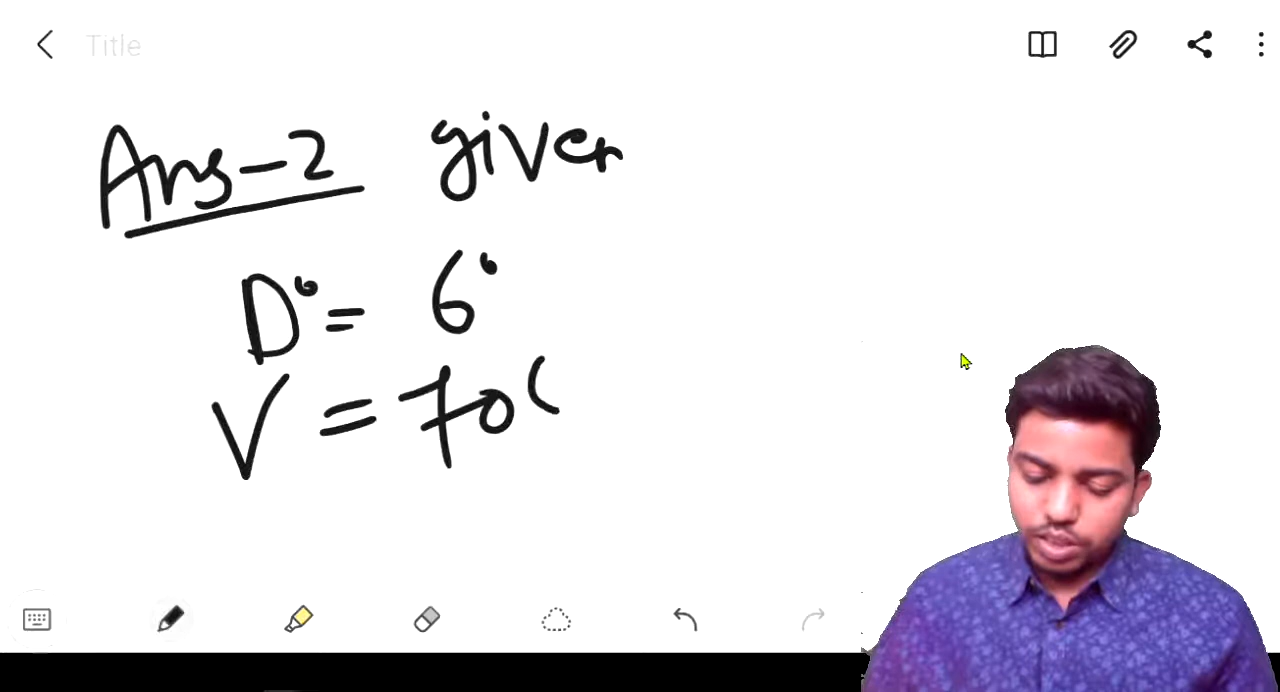 Title
Ans-2 given
D° = 6°
V = 70(